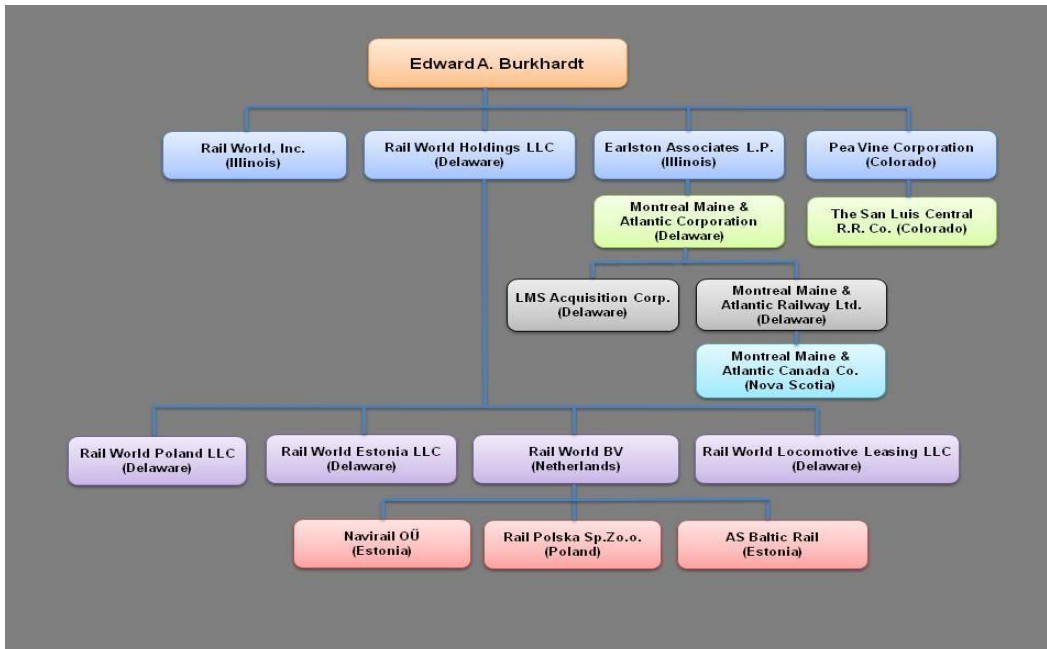 Edward A. Burkhardt
Rail World, Inc.
(Illinois)
Rail World Holdings LLC
(Delaware)
Earlston Associates L.P.
(Illinois)
Pea Vine Corporation
(Colorado)
Montreal Maine &
Atlantic Corporation
(Delaware)
The San Luis Central
R.R. Co. (Colorado)
LMS Acquisition Corp.
(Delaware)
Montreal Maine &
Atlantic Railway Ltd.
(Delaware)
Montreal Maine &
Atlantic Canada Co.
(Nova Scotia)
Rail World Poland LLC
(Delaware)
Rail World Estonia LLC
(Delaware)
Rail World BV
(Netherlands)
Rail World Locomotive Leasing LLC
(Delaware)
Navirail OÜ
(Estonia)
Rail Polska Sp.Zo.o.
(Poland)
AS Baltic Rail
(Estonia)